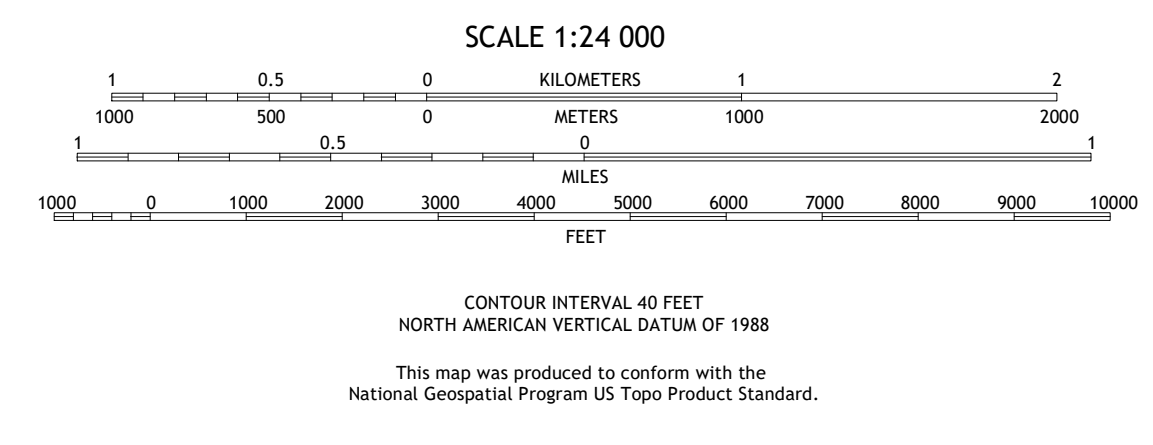 SCALE 1:24 000
1 0.5 0 KILOMETERS 1 2
1000 500 0 METERS 1000 2000
1 0.5 0 1
MILES
1000 0 1000 2000 3000 4000 5000 6000 7000 8000 9000 10000
FEET
CONTOUR INTERVAL 40 FEET
NORTH AMERICAN VERTICAL DATUM OF 1988
This map was produced to conform with the
National Geospatial Program US Topo Product Standard.